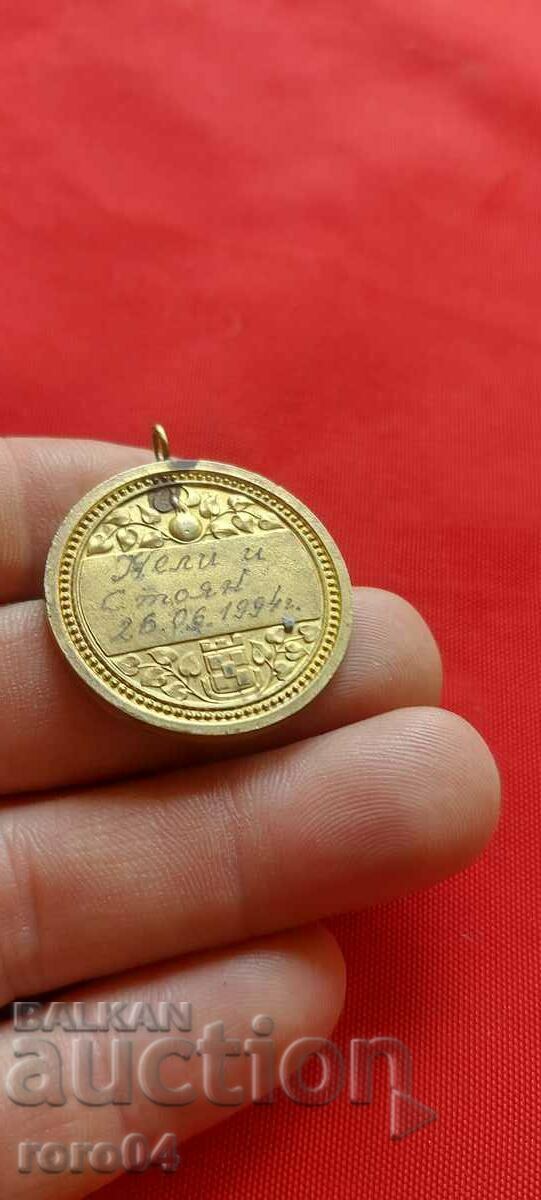 Нели и
Стоян
26.06.1994г.
BALKAN
auction
roro04